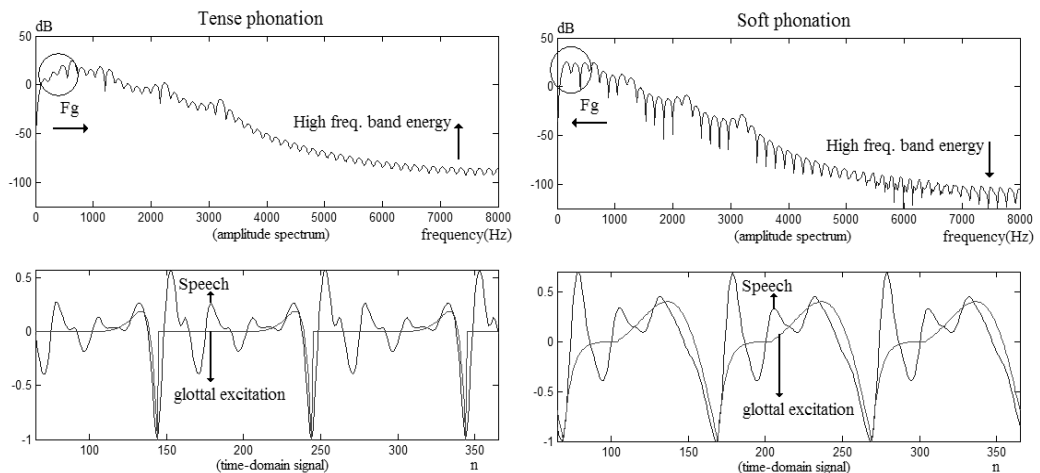 Tense phonation
dB
50
0
-50
-100
Fg
High freq. band energy
0 1000 2000 3000 4000 5000 6000 7000 8000
(amplitude spectrum)
frequency(Hz)
Soft phonation
dB
50
0
-50
-100
Fg
High freq. band energy
0 1000 2000 3000 4000 5000 6000 7000 8000
(amplitude spectrum)
frequency(Hz)
0.5
0
-0.5
-1
Speech
glottal excitation
100 150 200 250 300 350
(time-domain signal)
n
0.5
0
-0.5
-1
Speech
glottal excitation
100 150 200 250 300 350
(time-domain signal)
n